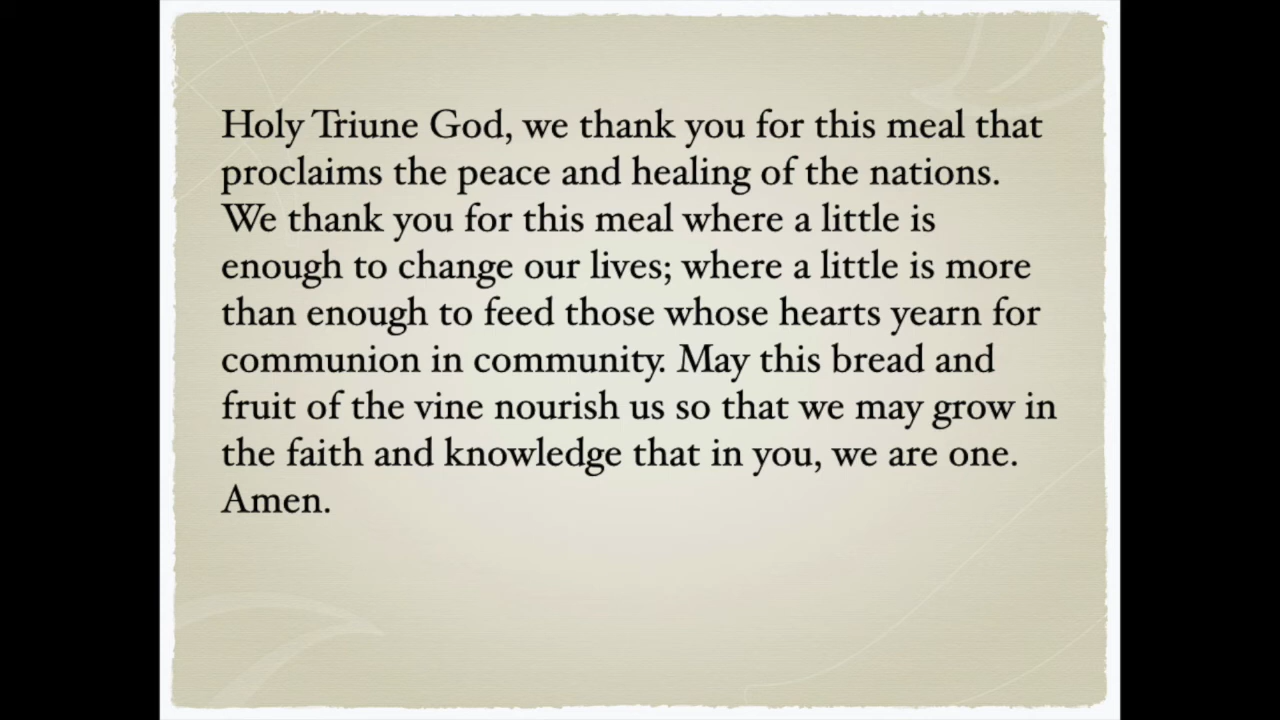 Holy Triune God, we thank you for this meal that
proclaims the peace and healing of the nations.
We thank you for this meal where a little is
enough to change our lives; where a little is more
than enough to feed those whose hearts yearn for
communion in community. May this bread and
fruit of the vine nourish us so that we may grow in
the faith and knowledge that in you, we are one.
Amen.